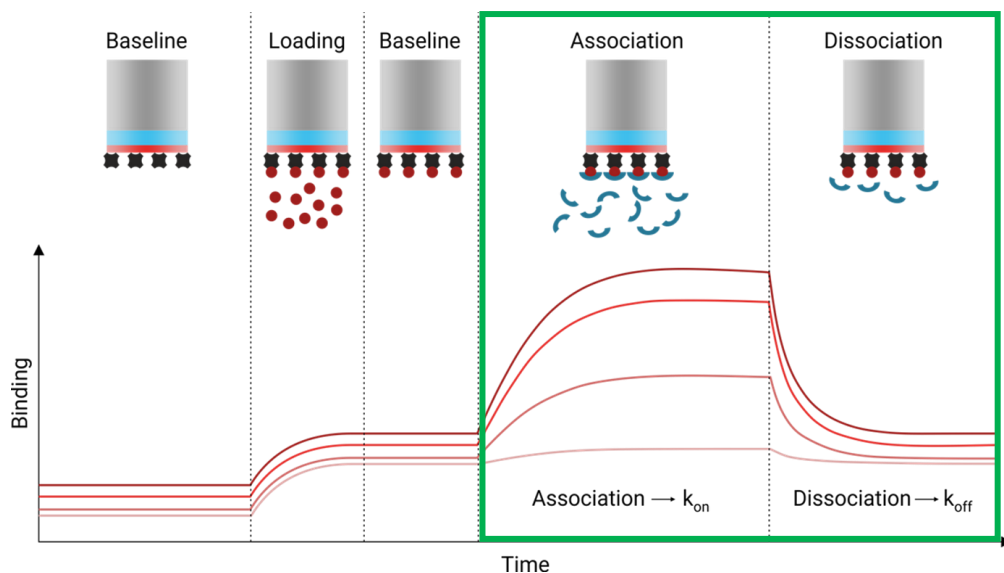 Baseline
Loading
Baseline
Association
Dissociation
Binding
Association → kon
Dissociation → koff
Time